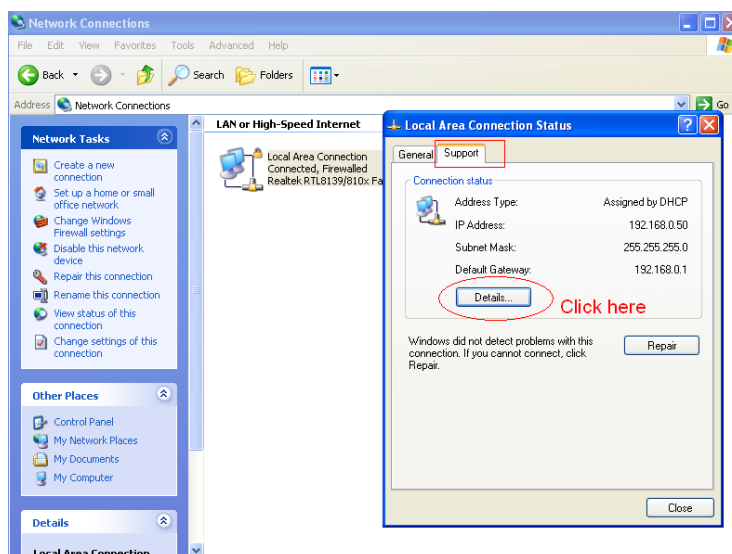 Network Connections
File Edit View Favorites Tools Advanced Help
Back Search Folders
Address Network Connections Go
Network Tasks
Create a new
connection
Set up a home or small
office network
Change Windows
Firewall settings
Disable this network
device
Repair this connection
Rename this connection
View status of this
connection
Change settings of this
connection
Other Places
Control Panel
My Network Places
My Documents
My Computer
Details
Local Area Connection
LAN or High-Speed Internet
Local Area Connection
Connected, Firewalled
Realtek RTL8139/810x Fa
Local Area Connection Status
General Support
Connection status
Address Type: Assigned by DHCP
IP Address: 192.168.0.50
Subnet Mask: 255.255.255.0
Default Gateway: 192.168.0.1
Details... Click here
Windows did not detect problems with this
connection. If you cannot connect, click
Repair.
Repair
Close